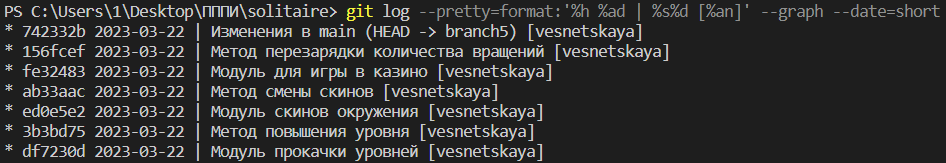 PS C:\Users\1\Desktop\ПППИ\solitaire> git log --pretty=format:'%h %ad | %s%d [%an]' --graph --date=short
* 742332b 2023-03-22 | Изменения в main (HEAD -> branch5) [vesnetskaya]
* 156fcef 2023-03-22 | Метод перезарядки количества вращений [vesnetskaya]
* fe32483 2023-03-22 | Модуль для игры в казино [vesnetskaya]
* ab33aac 2023-03-22 | Метод смены скинов [vesnetskaya]
* ed0e5e2 2023-03-22 | Модуль скинов окружения [vesnetskaya]
* 3b3bd75 2023-03-22 | Метод повышения уровня [vesnetskaya]
* df7230d 2023-03-22 | Модуль прокачки уровней [vesnetskaya]